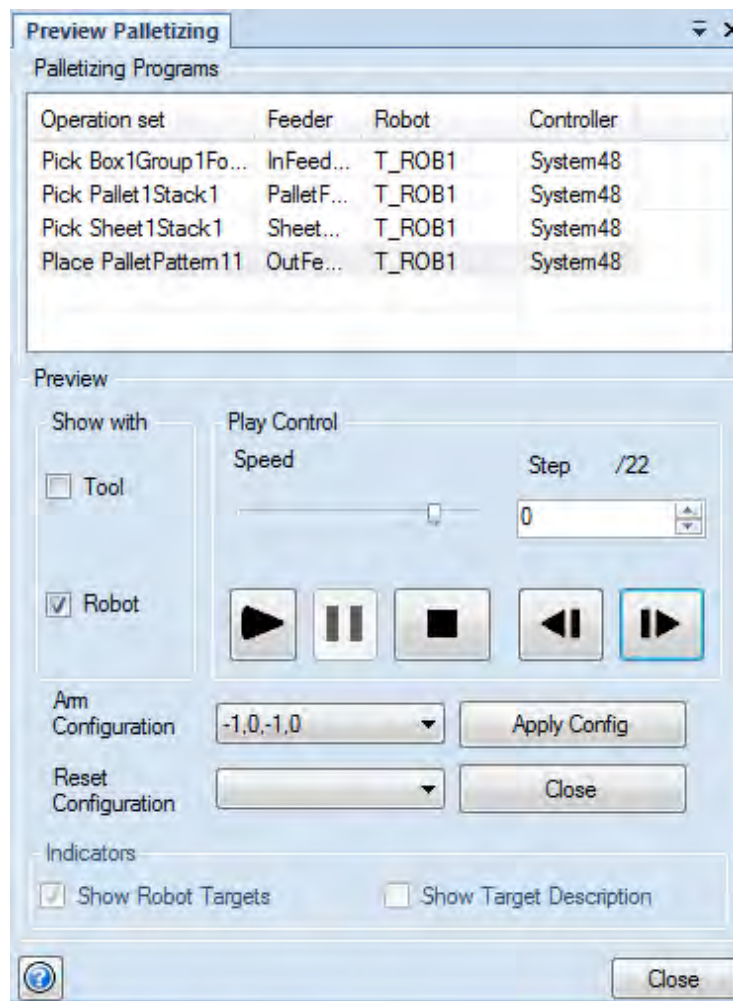 Preview Palletizing
Palletizing Programs
Operation set Feeder Robot Controller
Pick Box1Group1Fo... InFeed... T_ROB1 System48
Pick Pallet1Stack1 PalletF... T_ROB1 System48
Pick Sheet1Stack1 Sheet... T_ROB1 System48
Place PalletPattern11 OutFe... T_ROB1 System48
Preview
Show with
Play Control
Speed
Step /22
Tool
0
Robot
Arm
Configuration
-1,0,-1,0
Apply Config
Reset
Configuration
Close
Indicators
Show Robot Targets
Show Target Description
Close